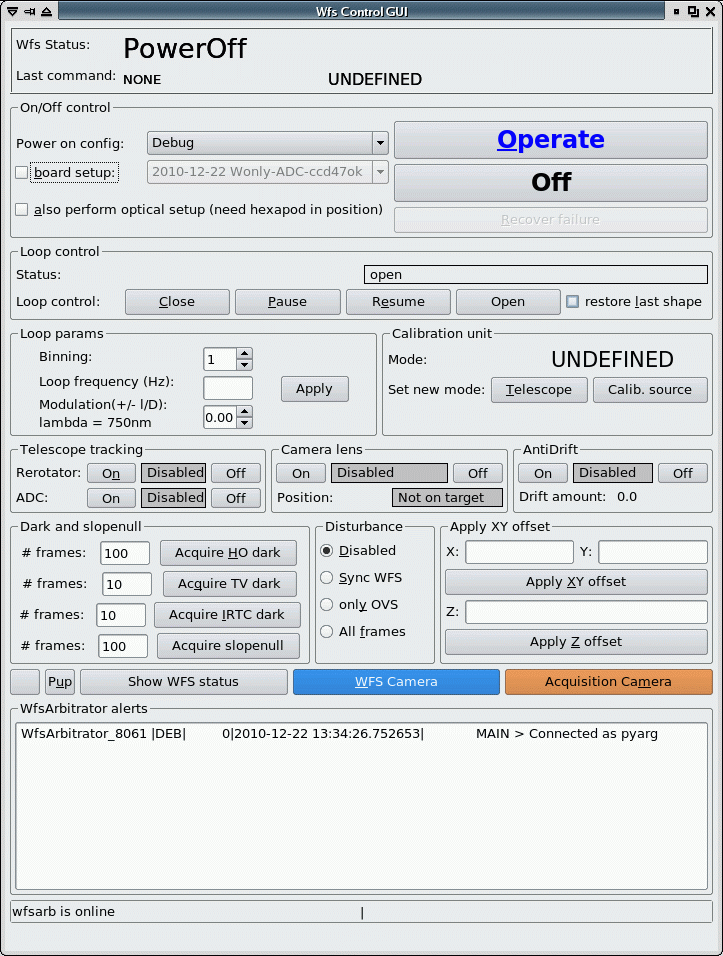 Wfs Control GUI
Wfs Status: PowerOff
Last command: NONE UNDEFINED
On/Off control
Power on config: Debug Operate
board setup: 2010-12-22 Wonly-ADC-ccd47ok Off
also perform optical setup (need hexapod in position) Recover failure
Loop control
Status: open
Loop control: Close Pause Resume Open restore last shape
Loop params
Binning: 1
Loop frequency (Hz):
Apply
Modulation(+/- l/D):
lambda = 750nm 0.00
Calibration unit
Mode: UNDEFINED
Set new mode: Telescope Calib. source
Telescope tracking
Rerotator: On Disabled Off
ADC: On Disabled Off
Camera lens
On Disabled Off
Position: Not on target
AntiDrift
On Disabled Off
Drift amount: 0.0
Dark and slopenull
# frames: 100 Acquire HO dark
# frames: 10 Acquire TV dark
# frames: 10 Acquire IRTC dark
# frames: 100 Acquire slopenull
Disturbance
Disabled
Sync WFS
only OVS
All frames
Apply XY offset
X: Y:
Apply XY offset
Z:
Apply Z offset
Pup Show WFS status WFS Camera Acquisition Camera
WfsArbitrator alerts
WfsArbitrator_8061 |DEB| 0|2010-12-22 13:34:26.752653| MAIN > Connected as pyarg
wfsarb is online |